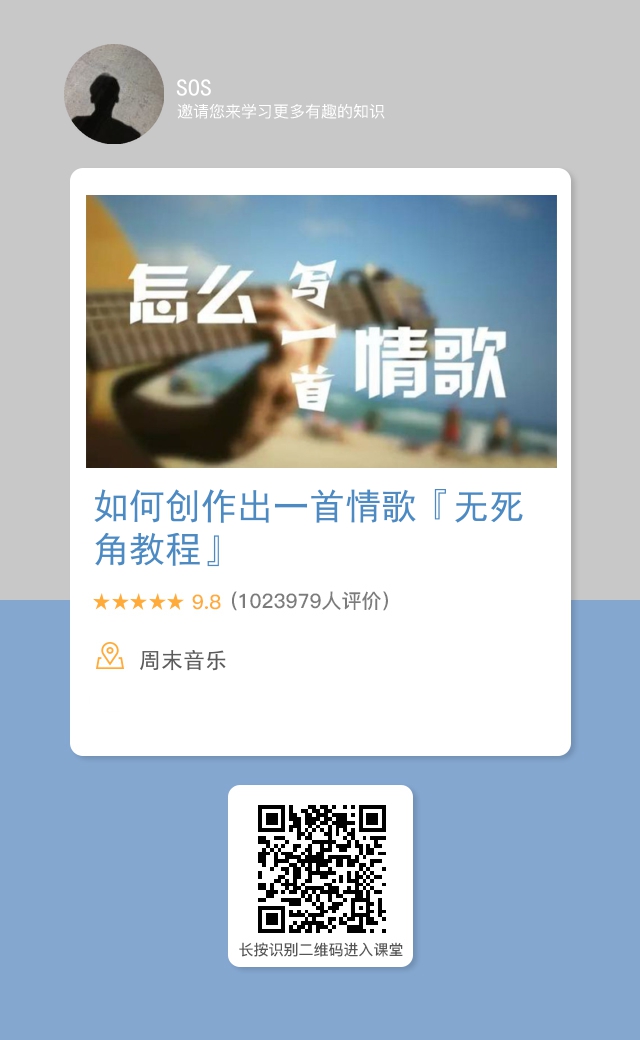 SOS
邀请您来学习更多有趣的知识
怎么写一首情歌
如何创作出一首情歌『无死
角教程』
★★★★★ 9.8 (1023979人评价)
周末音乐
长按识别二维码进入课堂